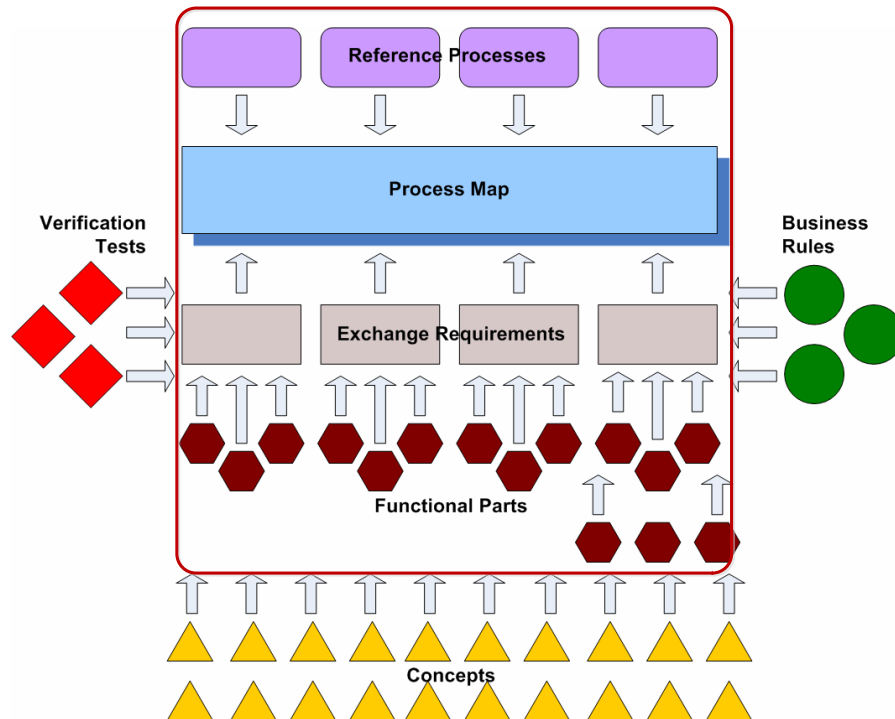 Reference Processes
Process Map
Verification
Tests
Business
Rules
Exchange Requirements
Functional Parts
Concepts